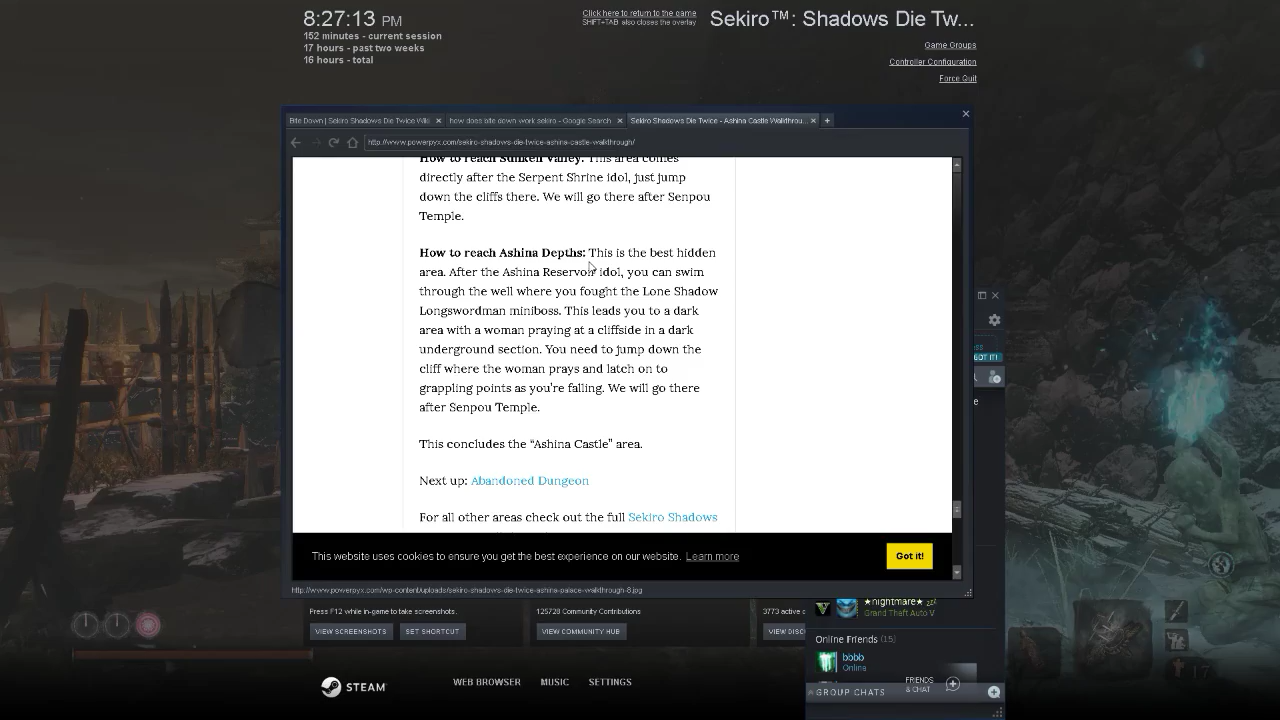 8:27:13 PM
152 minutes - current session
17 hours - past two weeks
16 hours - total
Click here to return to the game
SHIFT+TAB also closes the overlay
Sekiro™: Shadows Die Tw...
Game Groups
Controller Configuration
Force Quit
Bite Down | Sekiro Shadows Die Twice Wiki
how does bite down work sekiro - Google Search
Sekiro Shadows Die Twice - Ashina Castle Walkthrou...
http://www.powerpyx.com/sekiro-shadows-die-twice-ashina-castle-walkthrough/
How to reach Sunken Valley: This area comes
directly after the Serpent Shrine idol, just jump
down the cliffs there. We will go there after Senpou
Temple.
How to reach Ashina Depths: This is the best hidden
area. After the Ashina Reservoir idol, you can swim
through the well where you fought the Lone Shadow
Longswordman miniboss. This leads you to a dark
area with a woman praying at a cliffside in a dark
underground section. You need to jump down the
cliff where the woman prays and latch on to
grappling points as you're falling. We will go there
after Senpou Temple.
This concludes the “Ashina Castle” area.
Next up: Abandoned Dungeon
For all other areas check out the full Sekiro Shadows
This website uses cookies to ensure you get the best experience on our website. Learn more
Got it!
http://www.powerpyx.com/wp-content/uploads/sekiro-shadows-die-twice-ashina-palace-walkthrough-8.jpg
GOT IT!
Press F12 while in-game to take screenshots.
VIEW SCREENSHOTS
SET SHORTCUT
125728 Community Contributions
VIEW COMMUNITY HUB
3773 active
VIEW DISC
★nightmare★
Grand Theft Auto V
Online Friends (15)
bbbb
Online
FRIENDS
& CHAT
GROUP CHATS
STEAM
WEB BROWSER
MUSIC
SETTINGS
17